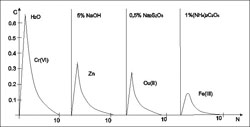 C
H₂O
5% NaOH
0,5% Na₂S₂O₃
1%(NH₄)₂C₂O₄
0.6
0.5
0.4
0.3
0.2
0.1
Cr(VI)
Zn
Cu(II)
Fe(III)
10 10 10 10 N